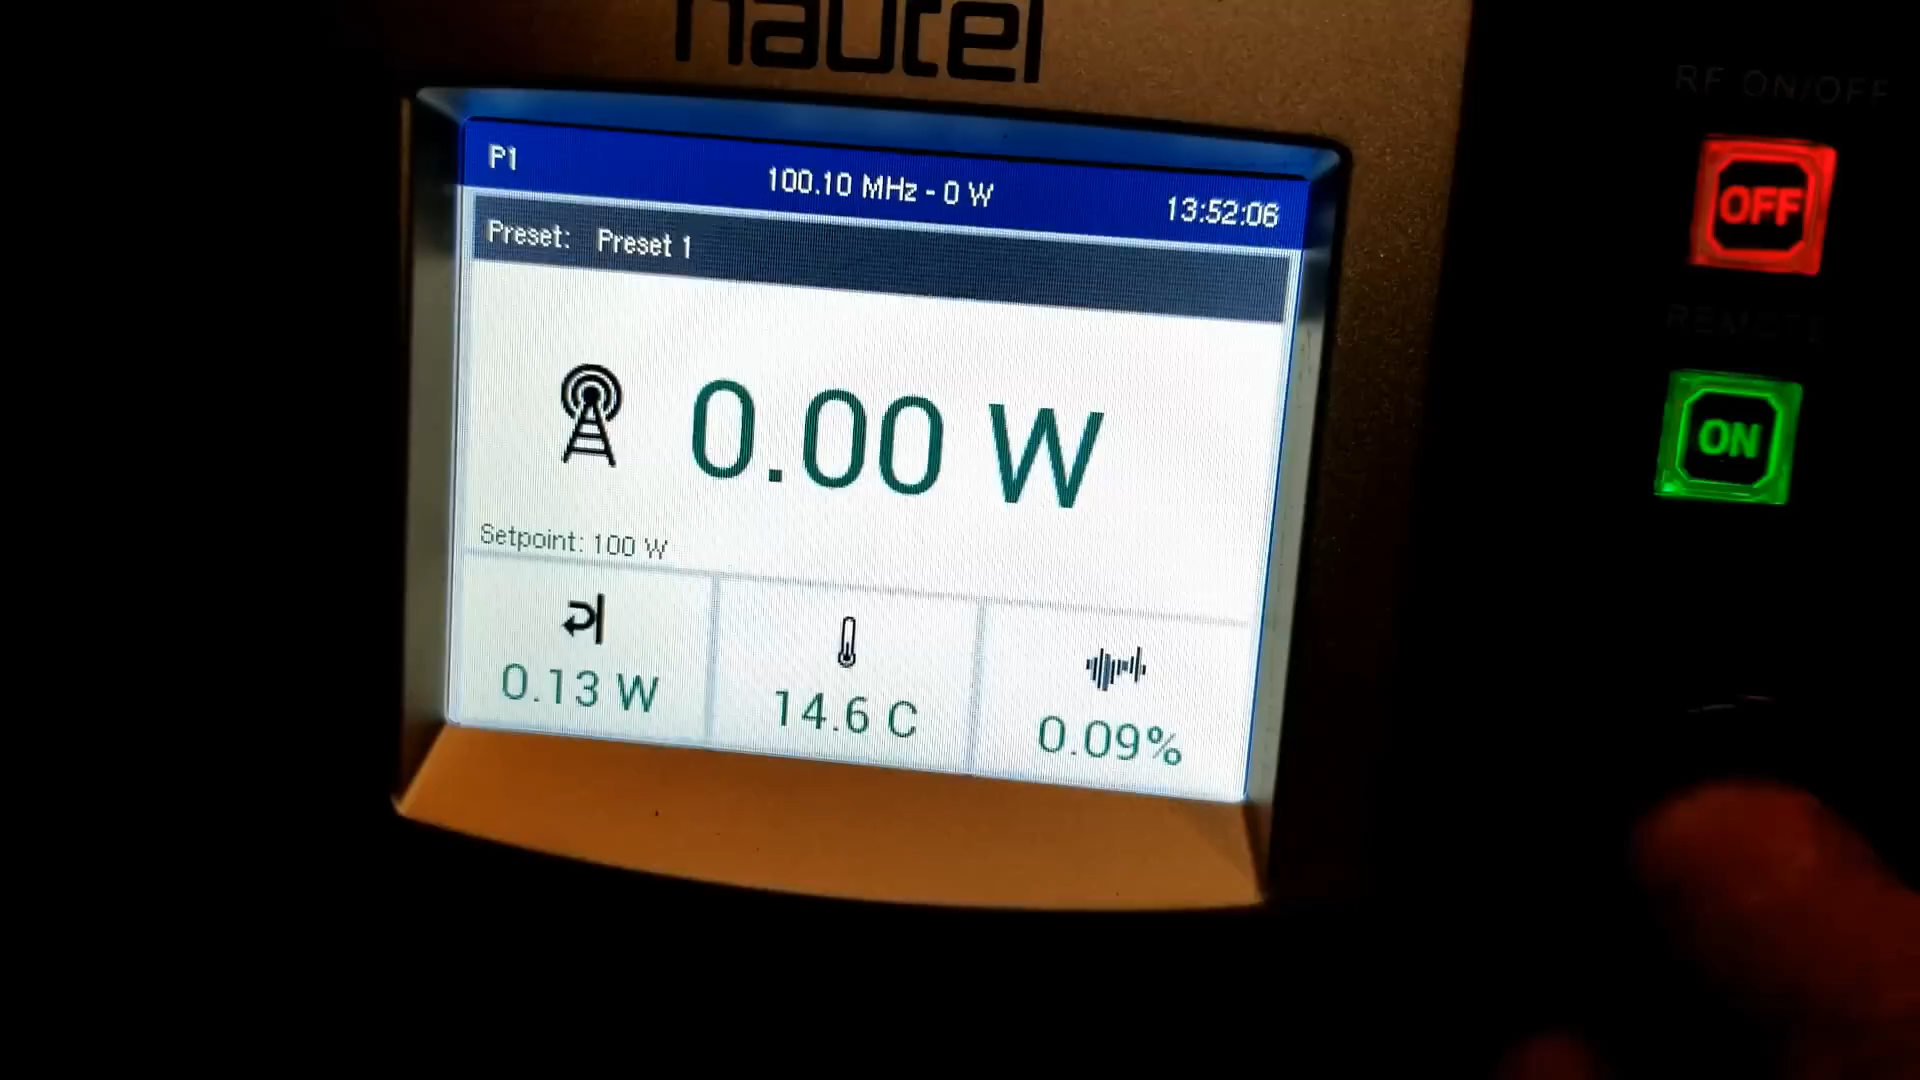 nautel
RF ON/OFF
P1
100.10 MHz - 0 W
13:52:06
OFF
Preset: Preset 1
REMOTE
0.00 W
ON
Setpoint: 100 W
0.13 W
14.6 C
0.09%